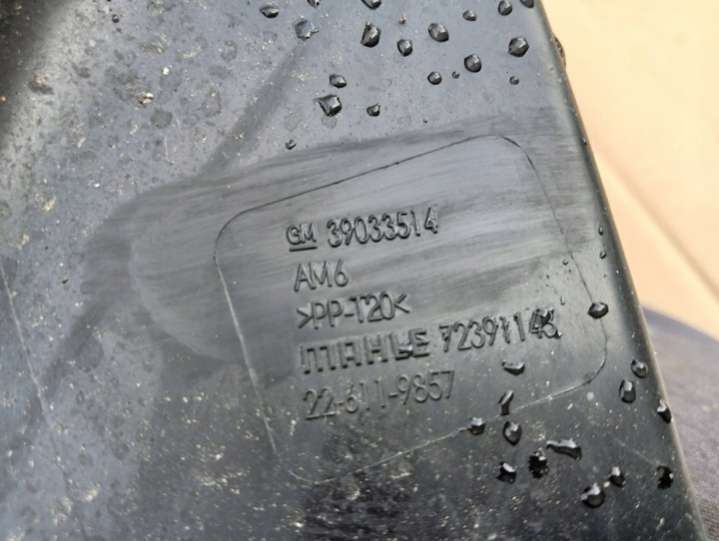 GM 39033514
AM6
>PP-T20<
MAHLE 72391146
22-611-9857